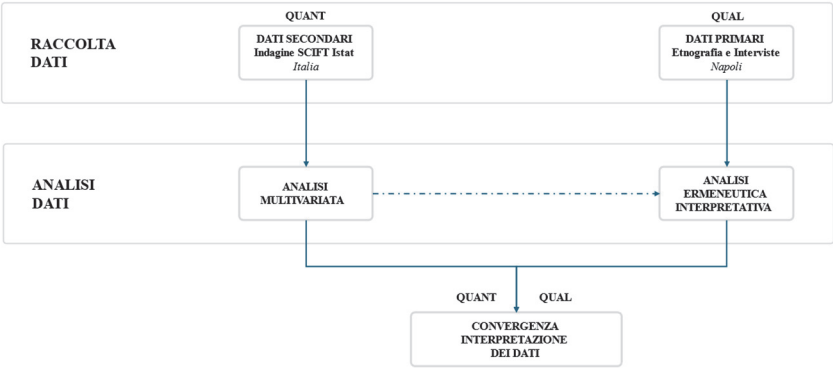 QUANT
QUAL
RACCOLTA
DATI
DATI SECONDARI
Indagine SCIFT Istat
Italia
DATI PRIMARI
Etnografia e Interviste
Napoli
ANALISI
DATI
ANALISI
MULTIVARIATA
ANALISI
ERMENEUTICA
INTERPRETATIVA
QUANT
QUAL
CONVERGENZA
INTERPRETAZIONE
DEI DATI